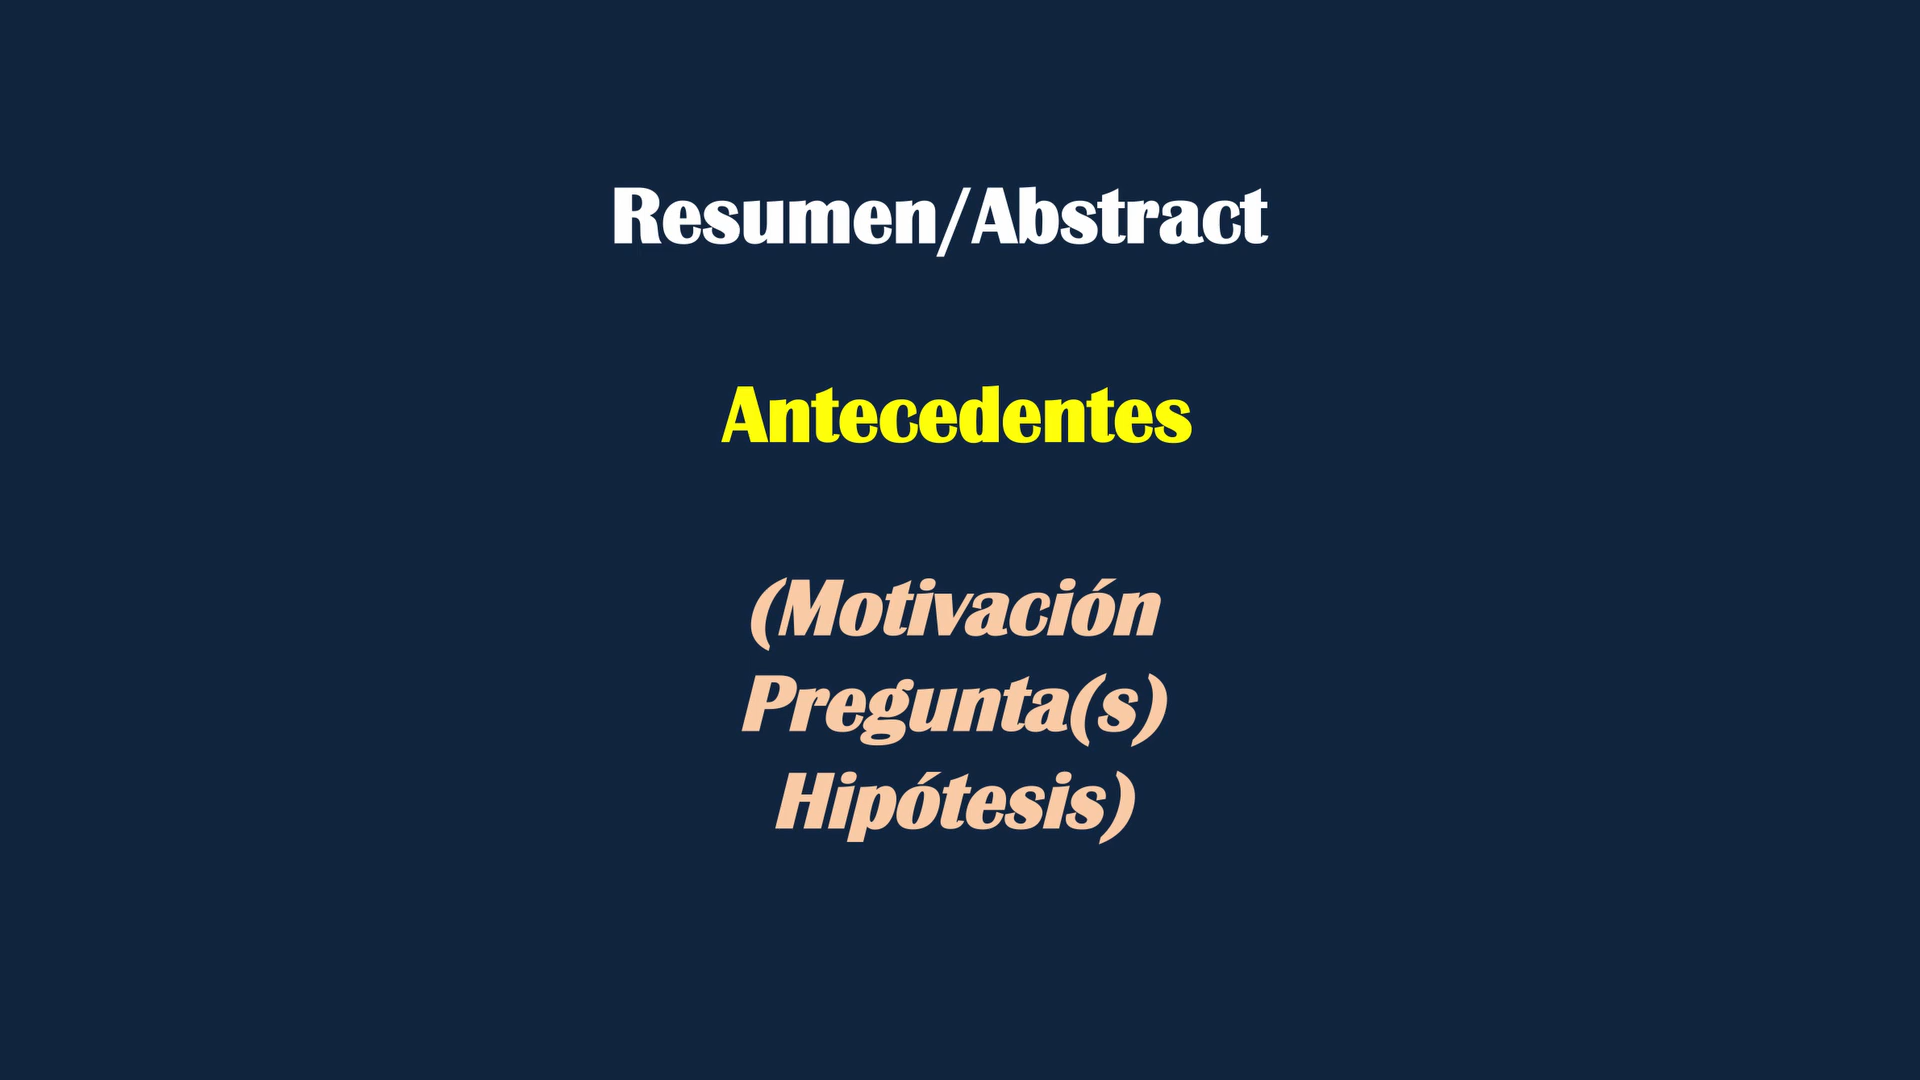 Resumen/Abstract
Antecedentes
(Motivación
Pregunta(s)
Hipótesis)